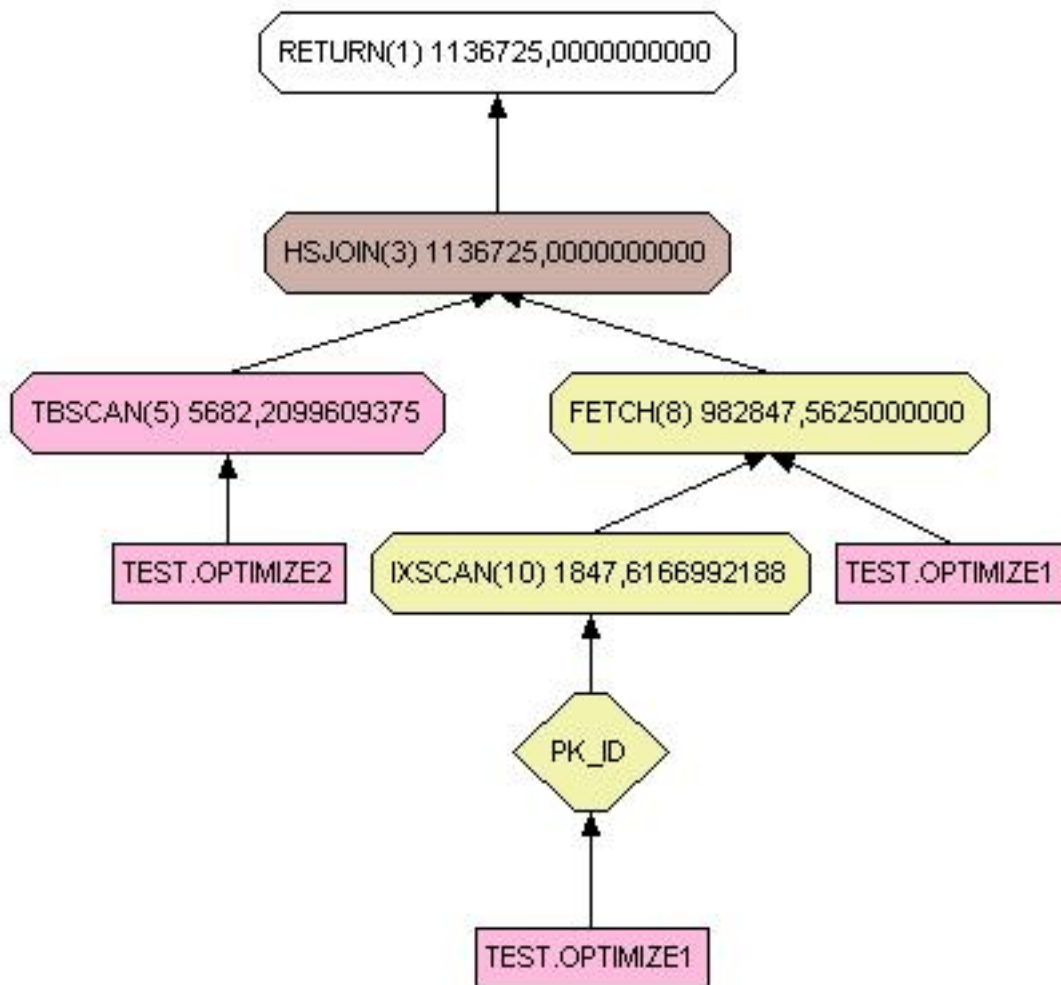 RETURN(1) 1136725,0000000000
HSJOIN(3) 1136725,0000000000
TBSCAN(5) 5682,2099609375
FETCH(8) 982847,5625000000
TEST.OPTIMIZE2
IXSCAN(10) 1847,6166992188
TEST.OPTIMIZE1
PK_ID
TEST.OPTIMIZE1